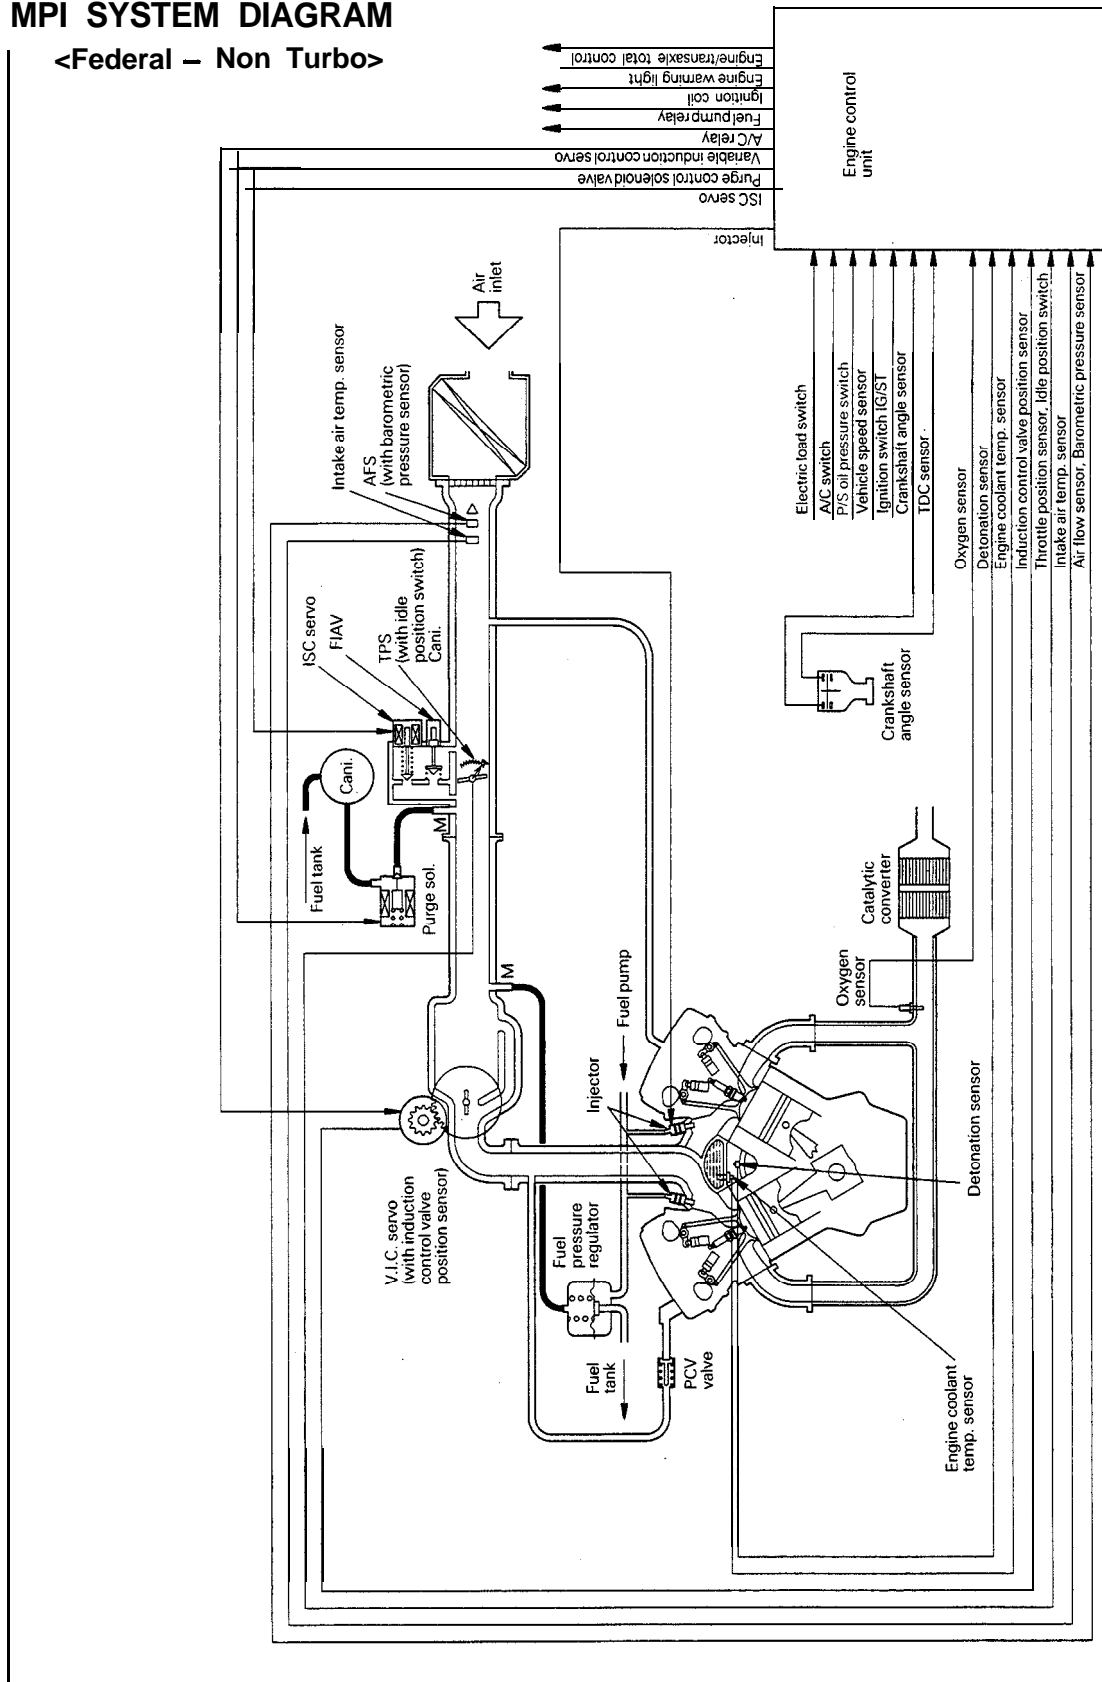 MPI SYSTEM DIAGRAM
<Federal – Non Turbo>
Engine/transaxle total control
Engine warning light
Ignition coil
Fuel pump relay
A/C relay
Variable induction control servo
Purge control solenoid valve
ISC servo
Injector
Engine control
unit
Air
inlet
Intake air temp. sensor
AFS
(with barometric
pressure sensor)
ISC servo
FIAV
TPS
(with idle
position switch)
Cani.
Cani.
Fuel tank
Purge sol.
M
M
Electric load switch
A/C switch
P/S oil pressure switch
Vehicle speed sensor
Ignition switch IG/ST
Crankshaft angle sensor
TDC sensor
Oxygen sensor
Detonation sensor
Engine coolant temp. sensor
Induction control valve position sensor
Throttle position sensor, Idle position switch
Intake air temp. sensor
Air flow sensor, Barometric pressure sensor
Crankshaft
angle sensor
Catalytic
converter
Oxygen
sensor
Fuel pump
Injector
V.I.C. servo
(with induction
control valve
position sensor)
Fuel
pressure
regulator
Fuel
tank
PCV
valve
Detonation sensor
Engine coolant
temp. sensor